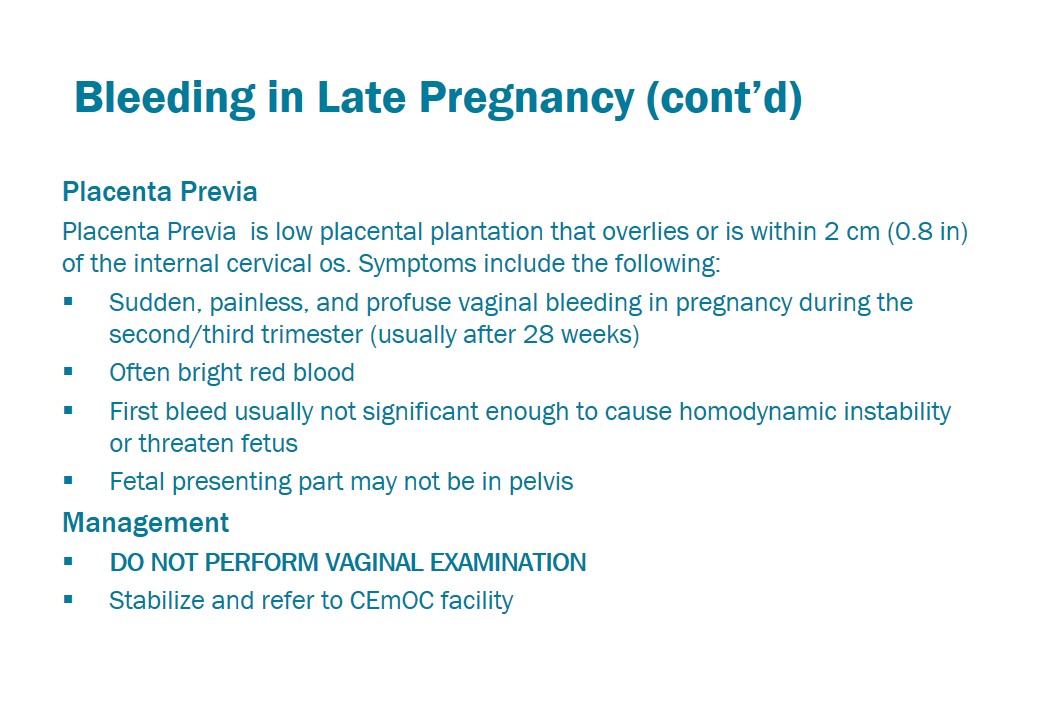 Bleeding in Late Pregnancy (cont’d)
Placenta Previa
Placenta Previa is low placental plantation that overlies or is within 2 cm (0.8 in)
of the internal cervical os. Symptoms include the following:
▪ Sudden, painless, and profuse vaginal bleeding in pregnancy during the
second/third trimester (usually after 28 weeks)
▪ Often bright red blood
▪ First bleed usually not significant enough to cause homodynamic instability
or threaten fetus
▪ Fetal presenting part may not be in pelvis
Management
▪ DO NOT PERFORM VAGINAL EXAMINATION
▪ Stabilize and refer to CEmOC facility